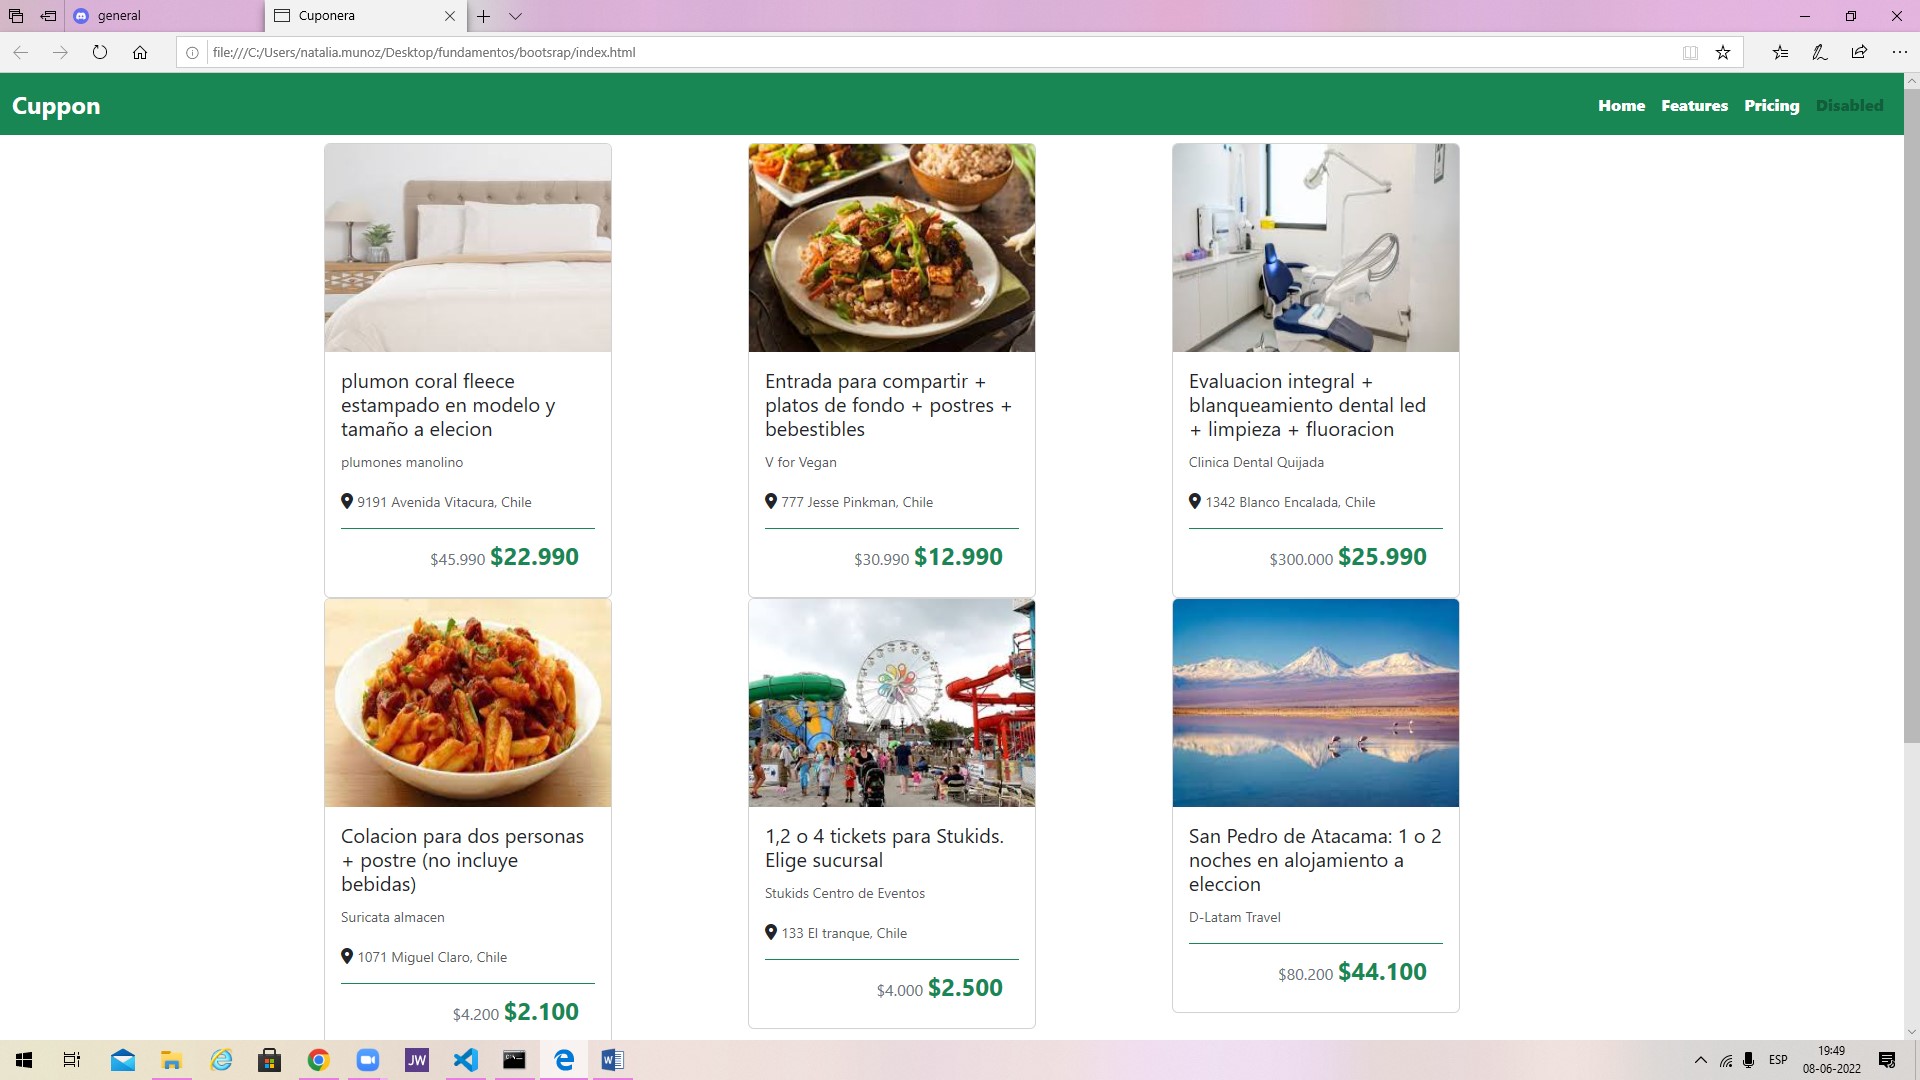 general
Cuponera
file:///C:/Users/natalia.munoz/Desktop/fundamentos/bootsrap/index.html
Cuppon
Home Features Pricing Disabled
plumon coral fleece
estampado en modelo y
tamaño a elecion
plumones manolino
9191 Avenida Vitacura, Chile
$45.990 $22.990
Entrada para compartir +
platos de fondo + postres +
bebestibles
V for Vegan
777 Jesse Pinkman, Chile
$30.990 $12.990
Evaluacion integral +
blanqueamiento dental led
+ limpieza + fluoracion
Clinica Dental Quijada
1342 Blanco Encalada, Chile
$300.000 $25.990
Colacion para dos personas
+ postre (no incluye
bebidas)
Suricata almacen
1071 Miguel Claro, Chile
$4.200 $2.100
1,2 o 4 tickets para Stukids.
Elige sucursal
Stukids Centro de Eventos
133 El tranque, Chile
$4.000 $2.500
San Pedro de Atacama: 1 o 2
noches en alojamiento a
eleccion
D-Latam Travel
$80.200 $44.100
JW
ESP
19:49
08-06-2022